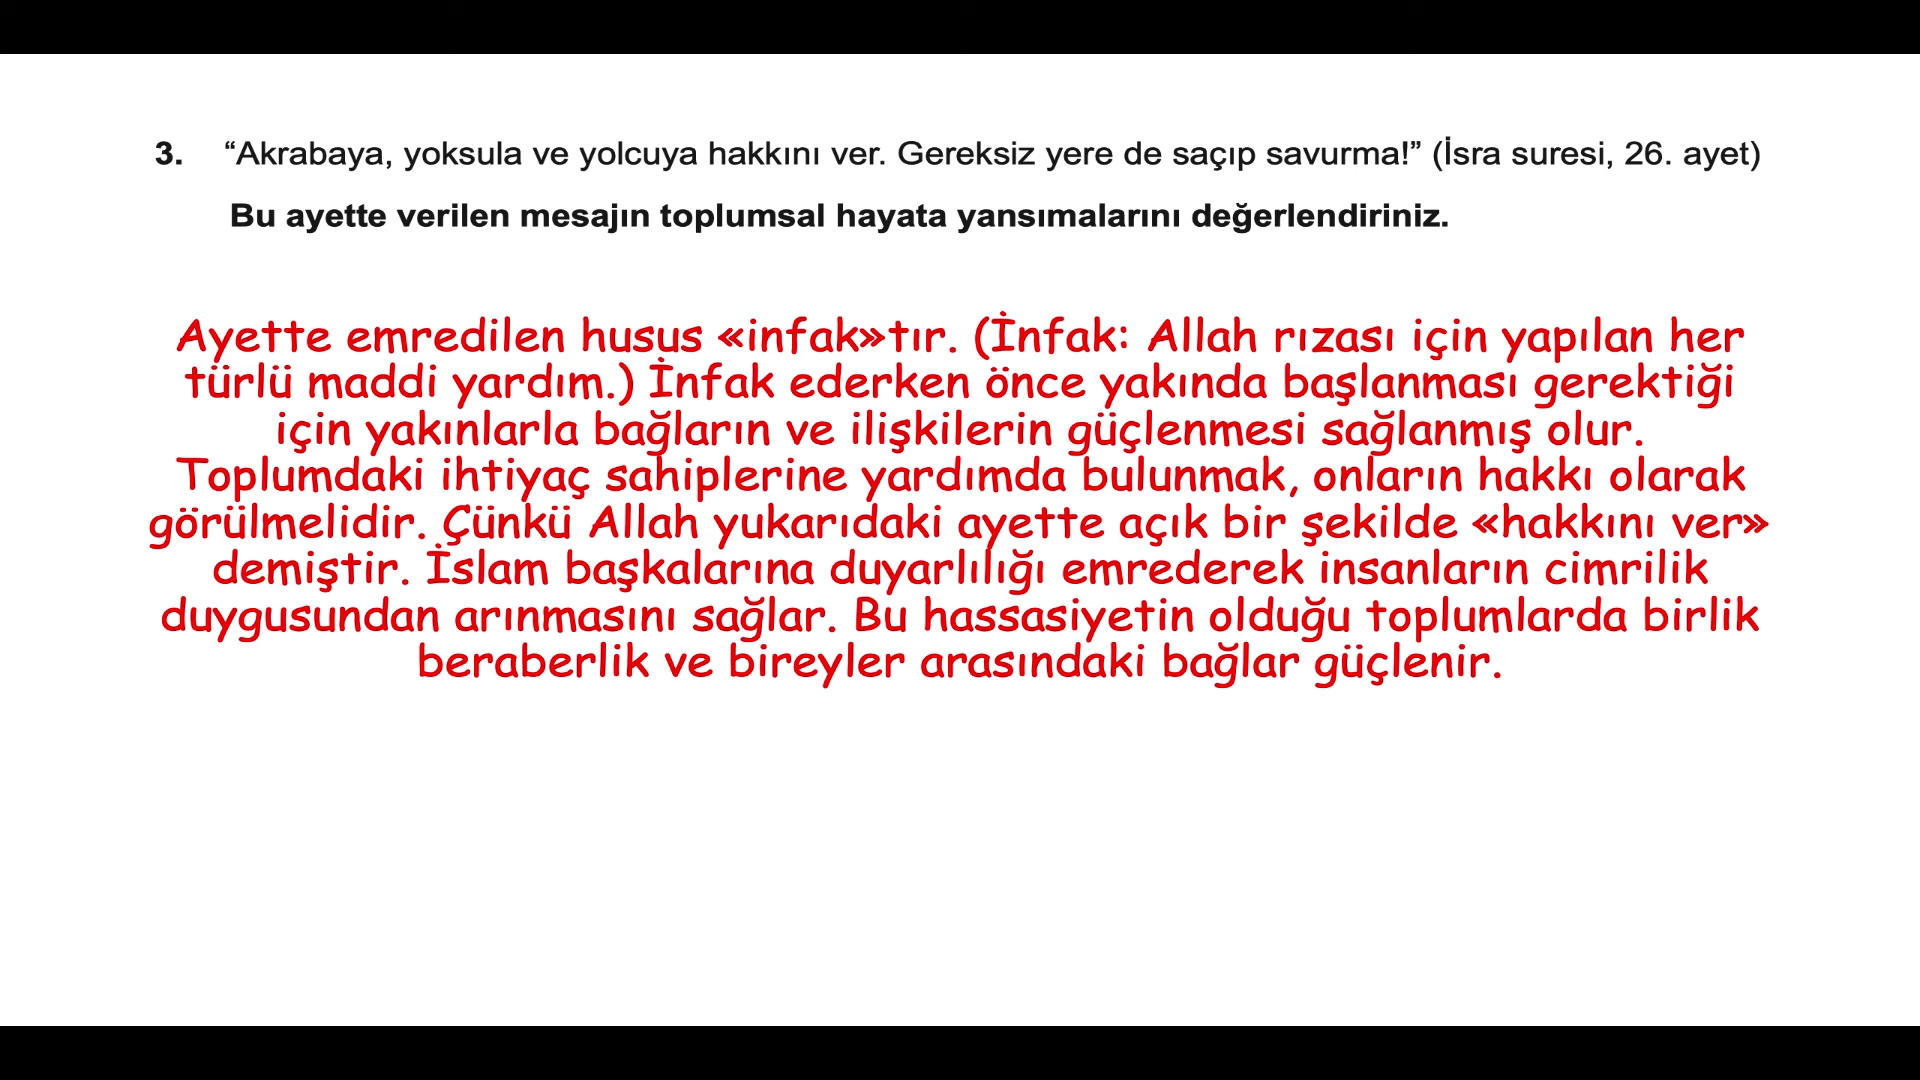 3. “Akrabaya, yoksula ve yolcuya hakkını ver. Gereksiz yere de saçıp savurma!” (İsra suresi, 26. ayet)
Bu ayette verilen mesajın toplumsal hayata yansımalarını değerlendiriniz.
Ayette emredilen husus «infak»tır. (İnfak: Allah rızası için yapılan her
türlü maddi yardım.) İnfak ederken önce yakında başlanması gerektiği
için yakınlarla bağların ve ilişkilerin güçlenmesi sağlanmış olur.
Toplumdaki ihtiyaç sahiplerine yardımda bulunmak, onların hakkı olarak
görülmelidir. Çünkü Allah yukarıdaki ayette açık bir şekilde «hakkını ver»
demiştir. İslam başkalarına duyarlılığı emrederek insanların cimrilik
duygusundan arınmasını sağlar. Bu hassasiyetin olduğu toplumlarda birlik
beraberlik ve bireyler arasındaki bağlar güçlenir.